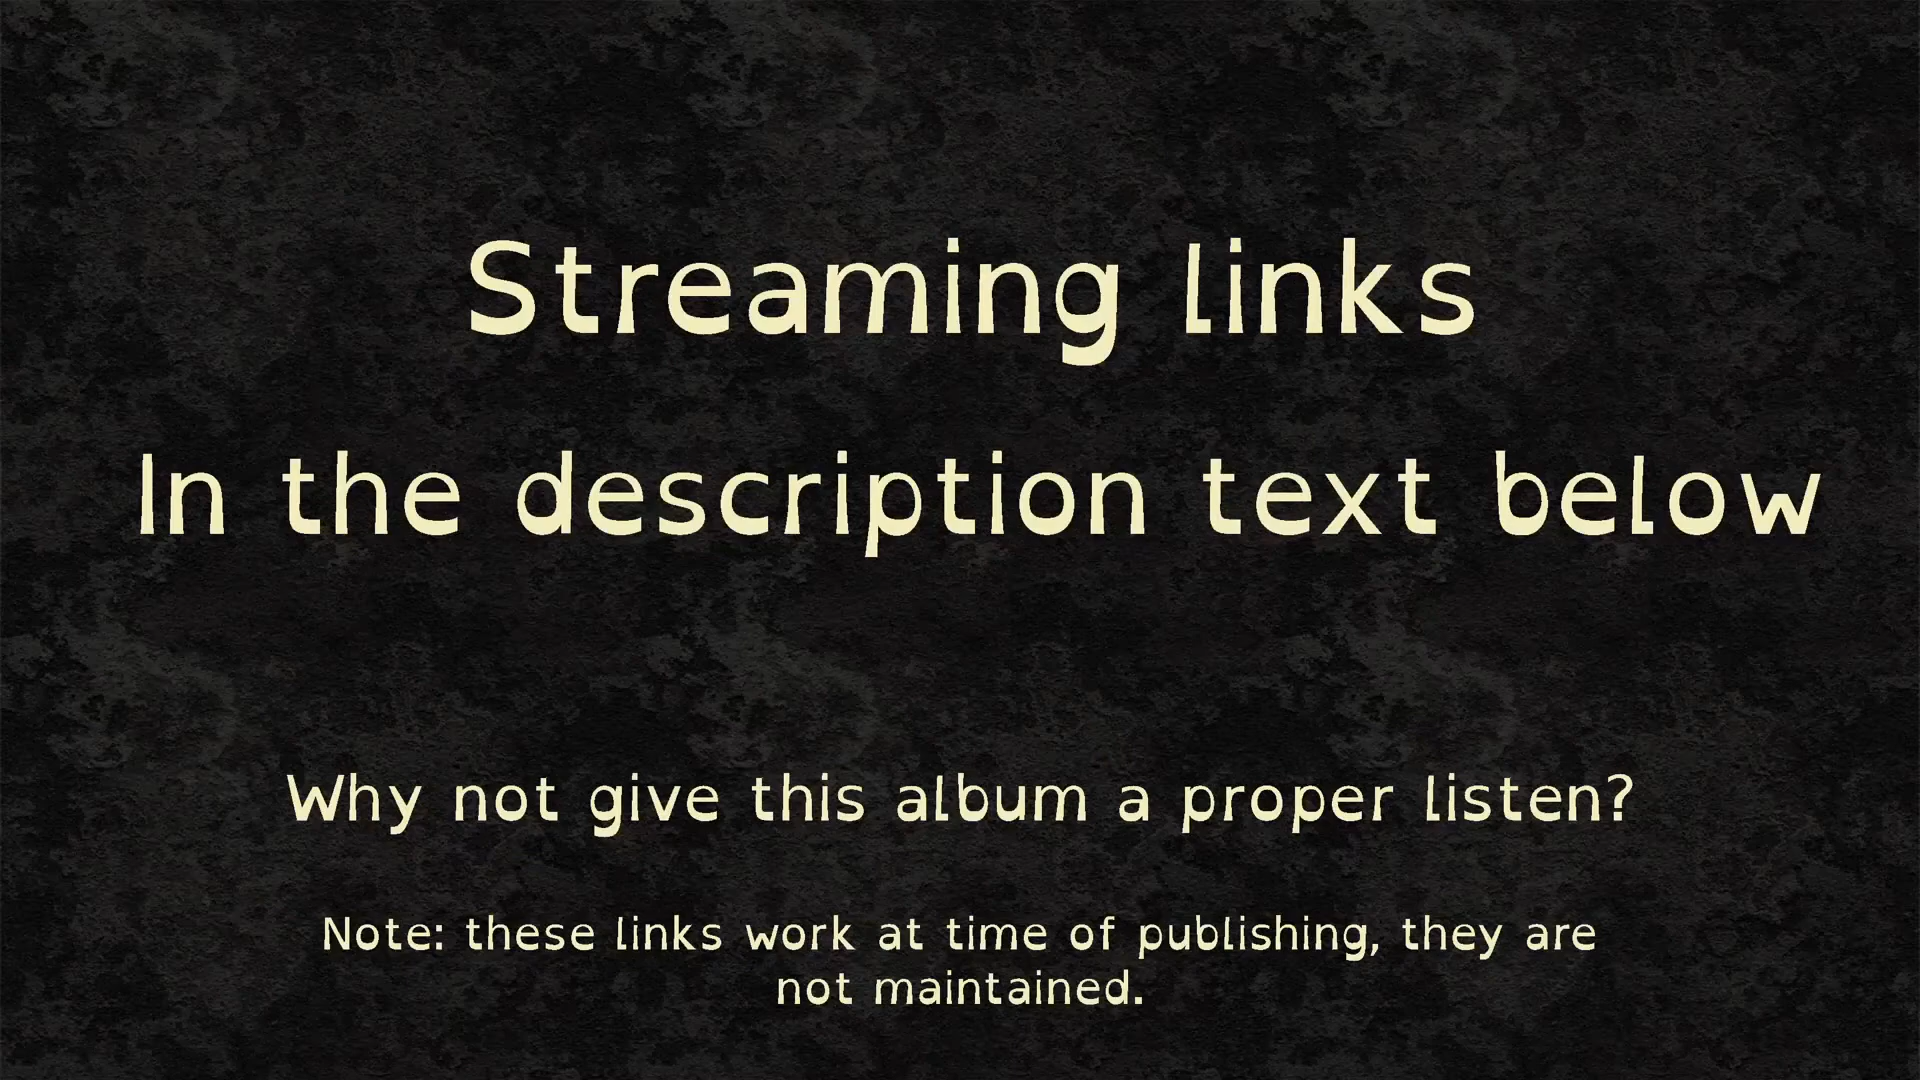 Streaming links
In the description text below
Why not give this album a proper listen?
Note: these links work at time of publishing, they are
not maintained.